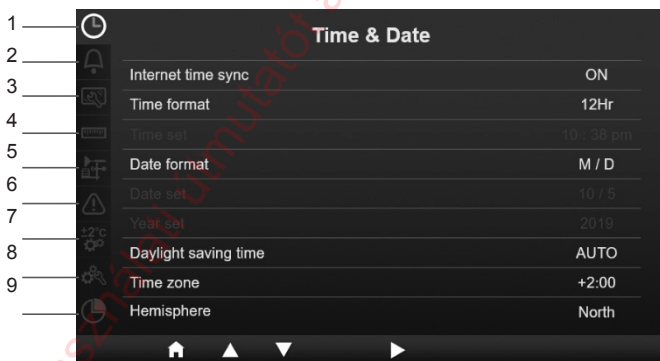 1
2
3
4
5
6
7
8
9
Time & Date
Internet time sync ON
Time format 12Hr
Time set 10 : 38 pm
Date format M / D
Date set 10 / 5
Year set 2019
Daylight saving time AUTO
Time zone +2:00
Hemisphere North
±2°C